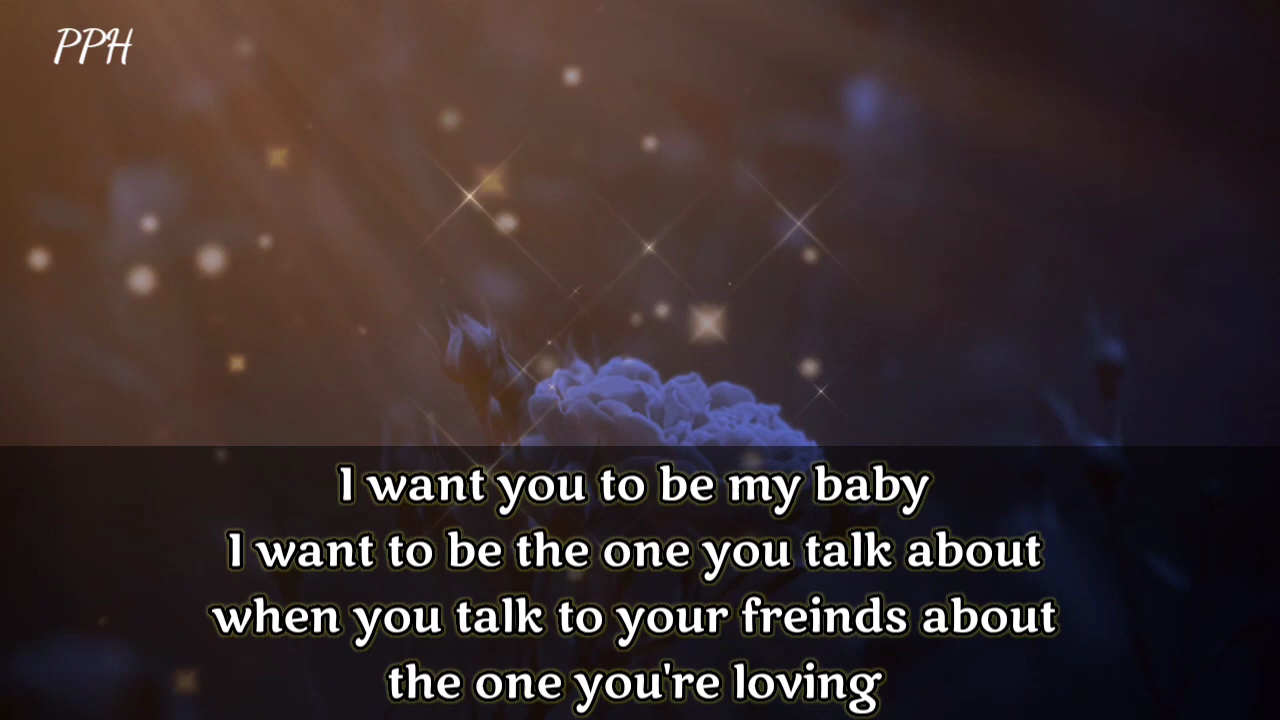 PPH
I want you to be my baby
I want to be the one you talk about
when you talk to your freinds about
the one you're loving